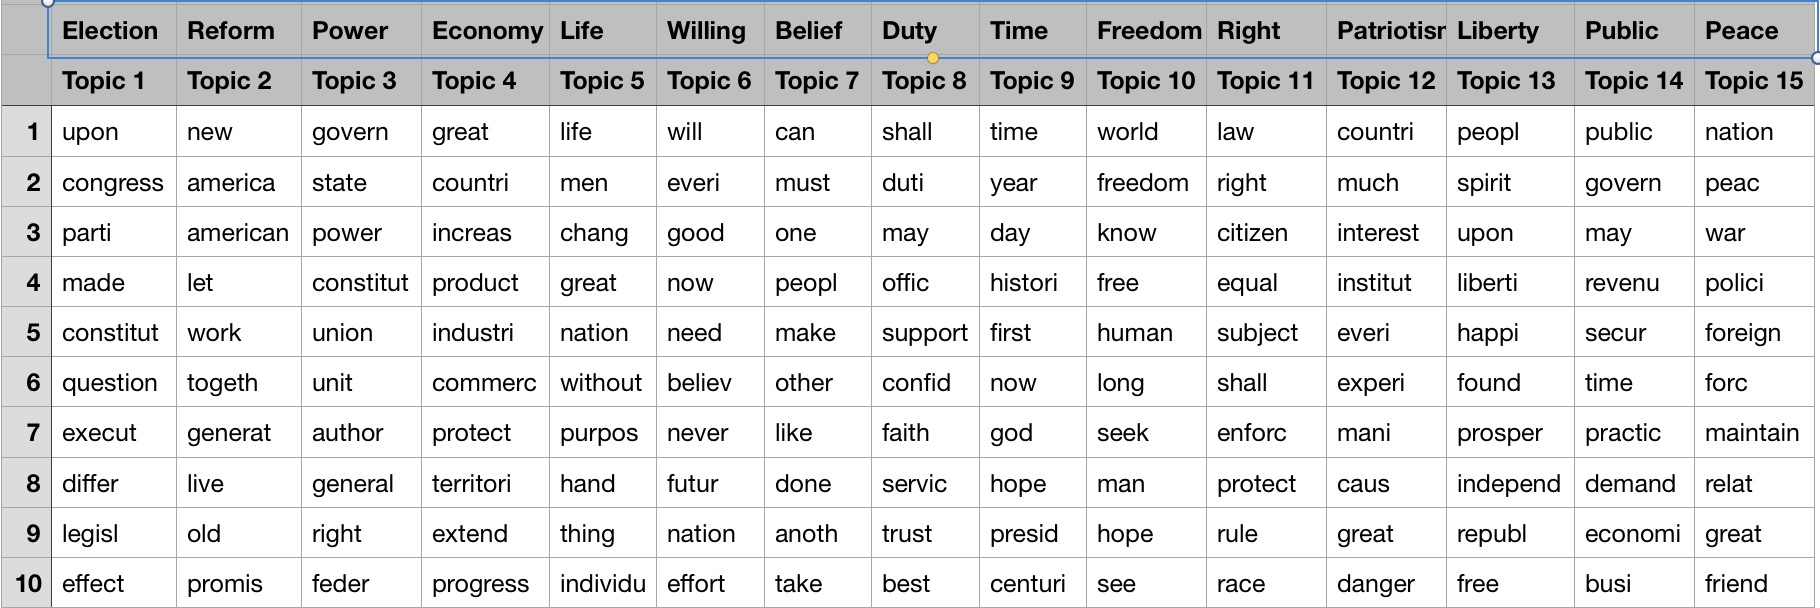 Election Reform Power Economy Life Willing Belief Duty Time Freedom Right Patriotisr Liberty Public Peace
Topic 1 Topic 2 Topic 3 Topic 4 Topic 5 Topic 6 Topic 7 Topic 8 Topic 9 Topic 10 Topic 11 Topic 12 Topic 13 Topic 14 Topic 15
1 upon new govern great life will can shall time world law countri peopl public nation
2 congress america state countri men everi must duti year freedom right much spirit govern peac
3 parti american power increas chang good one may day know citizen interest upon may war
4 made let constitut product great now peopl offic histori free equal institut liberti revenu polici
5 constitut work union industri nation need make support first human subject everi happi secur foreign
6 question togeth unit commerc without believ other confid now long shall experi found time forc
7 execut generat author protect purpos never like faith god seek enforc mani prosper practic maintain
8 differ live general territori hand futur done servic hope man protect caus independ demand relat
9 legisl old right extend thing nation anoth trust presid hope rule great republ economi great
10 effect promis feder progress individu effort take best centuri see race danger free busi friend